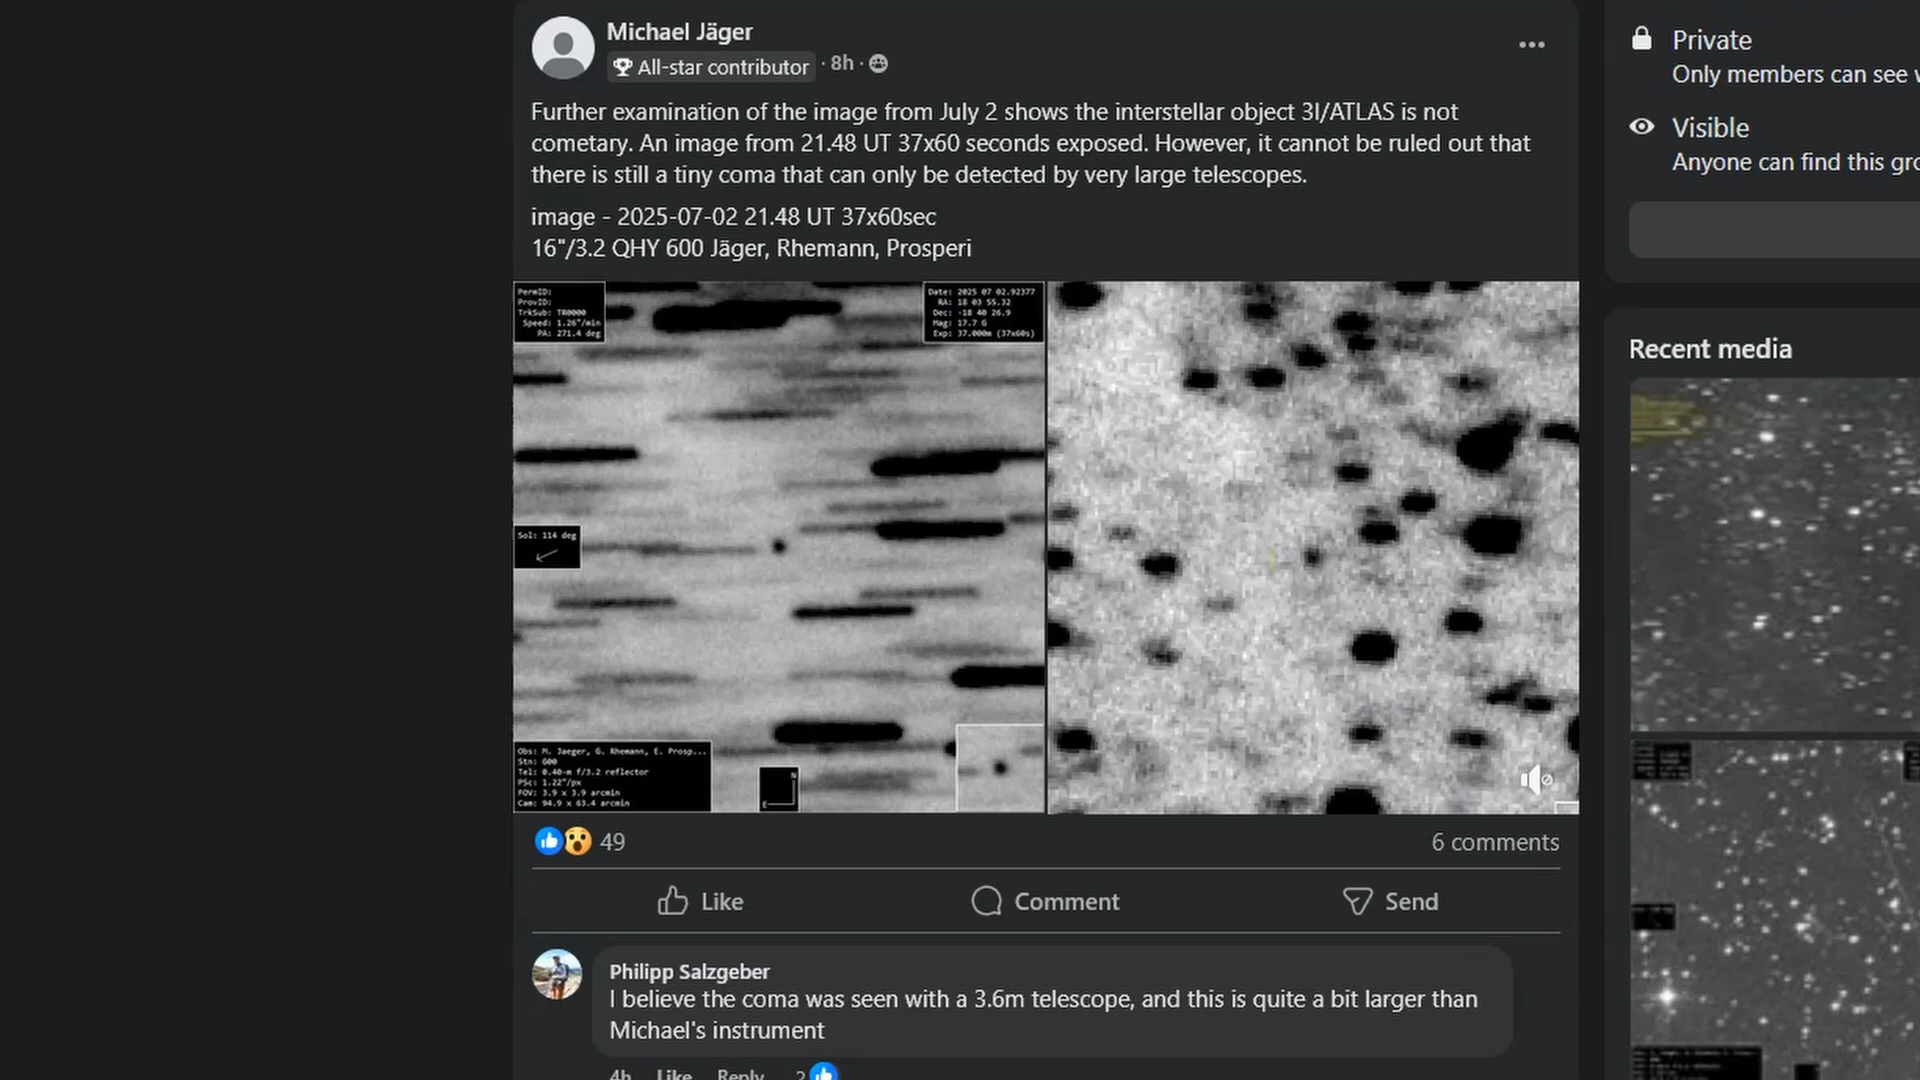 Michael Jäger
All-star contributor · 8h ·
Further examination of the image from July 2 shows the interstellar object 3I/ATLAS is not
cometary. An image from 21.48 UT 37x60 seconds exposed. However, it cannot be ruled out that
there is still a tiny coma that can only be detected by very large telescopes.
image - 2025-07-02 21.48 UT 37x60sec
16"/3.2 QHY 600 Jäger, Rhemann, Prosperi
PermID:
ProvID:
TrkSub: TR0000
Speed: 1.26"/min
PA: 271.4 deg
Date: 2025 07 02.92377
RA: 18 03 55.32
Dec: -18 40 26.9
Mag: 17.7 G
Exp: 37.000m (37x60s)
Sol: 114 deg
Obs: M. Jaeger, G. Rhemann, E. Prosp...
Stn: G00
Tel: 0.40-m f/3.2 reflector
PSc: 1.22"/px
FOV: 3.9 x 3.9 arcmin
Cam: 94.9 x 63.4 arcmin
N
E
49
6 comments
Like
Comment
Send
Philipp Salzgeber
I believe the coma was seen with a 3.6m telescope, and this is quite a bit larger than
Michael's instrument
4h Like Reply 2
Private
Only members can see
Visible
Anyone can find this gro
Recent media